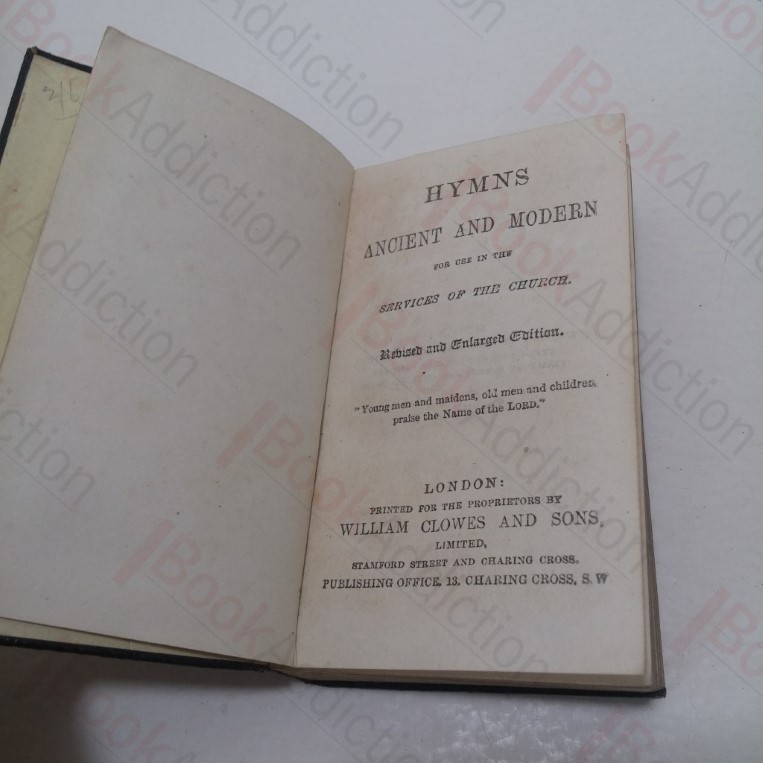 HYMNS
ANCIENT AND MODERN
FOR USE IN THE
SERVICES OF THE CHURCH.
Revised and Enlarged Edition.
"Young men and maidens, old men and children,
praise the Name of the LORD."
LONDON:
PRINTED FOR THE PROPRIETORS BY
WILLIAM CLOWES AND SONS,
LIMITED,
STAMFORD STREET AND CHARING CROSS.
PUBLISHING OFFICE, 13, CHARING CROSS, S.W
BookAddiction